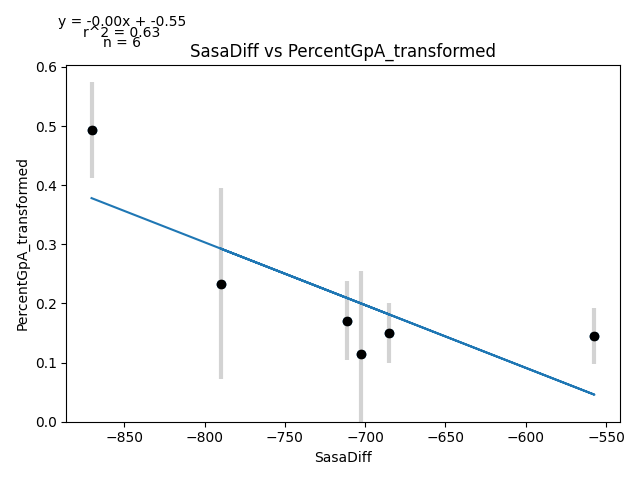 y = -0.00x + -0.55
r^2 = 0.63
n = 6
SasaDiff vs PercentGpA_transformed
0.6
0.5
0.4
0.3
0.2
0.1
0.0
PercentGpA_transformed
−850
−800
−750
−700
−650
−600
−550
SasaDiff